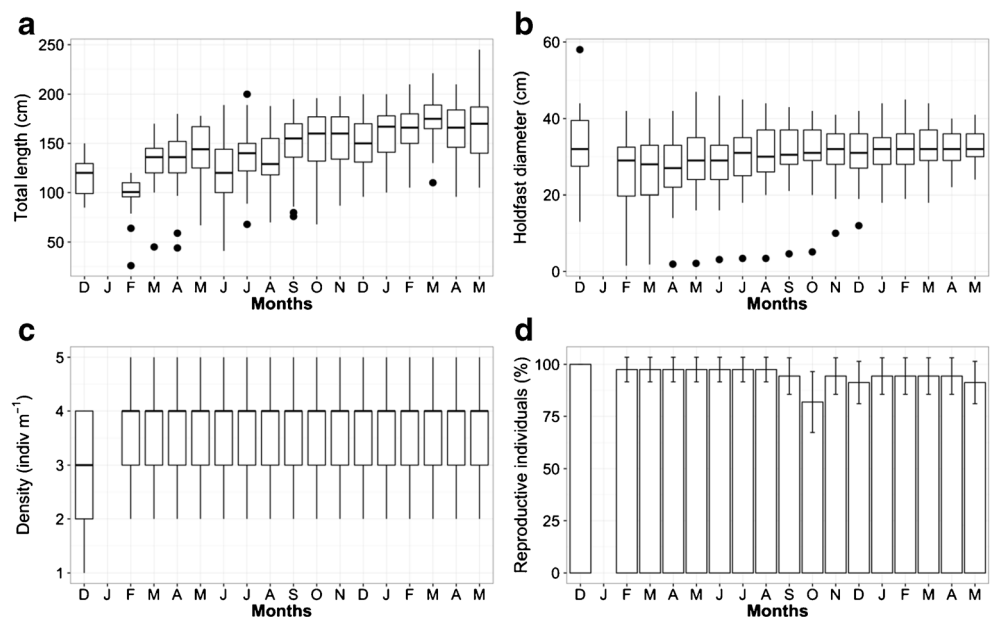 a
250
200
150
100
50
Total length (cm)
D J F M A M J J A S O N D J F M A M
Months
b
60
40
20
0
Holdfast diameter (cm)
D J F M A M J J A S O N D J F M A M
Months
c
5
4
3
2
1
Density (indiv m⁻¹)
D J F M A M J J A S O N D J F M A M
Months
d
100
75
50
25
0
Reproductive individuals (%)
D J F M A M J J A S O N D J F M A M
Months